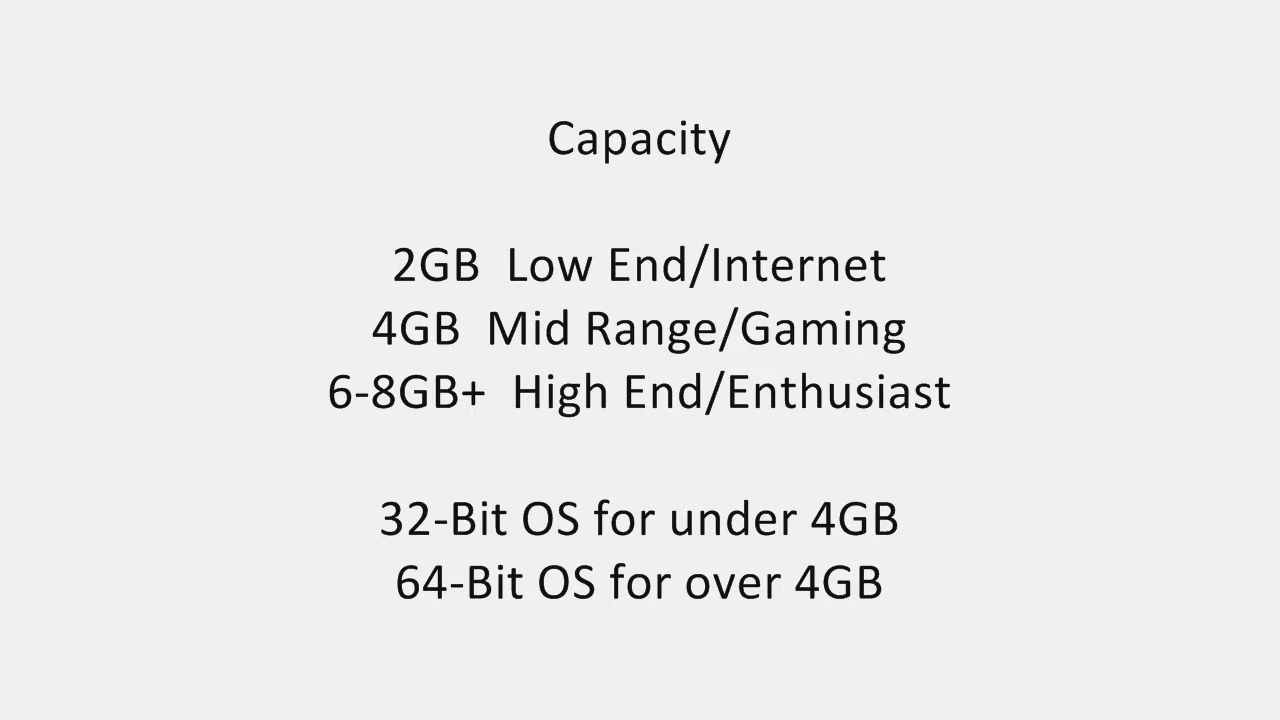 Capacity
2GB  Low End/Internet
4GB  Mid Range/Gaming
6-8GB+  High End/Enthusiast
32-Bit OS for under 4GB
64-Bit OS for over 4GB